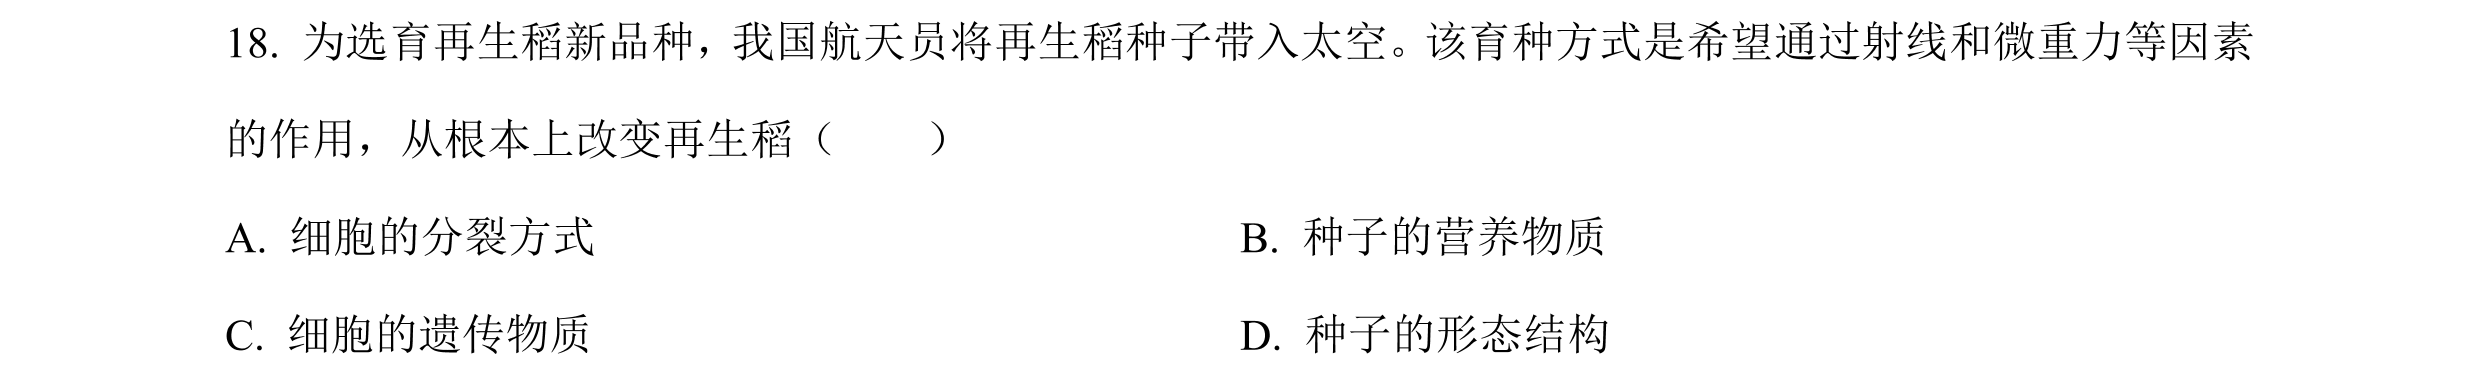 18. 为选育再生稻新品种，我国航天员将再生稻种子带入太空。该育种方式是希望通过射线和微重力等因素
的作用，从根本上改变再生稻（　　）
A. 细胞的分裂方式　　B. 种子的营养物质
C. 细胞的遗传物质　　D. 种子的形态结构